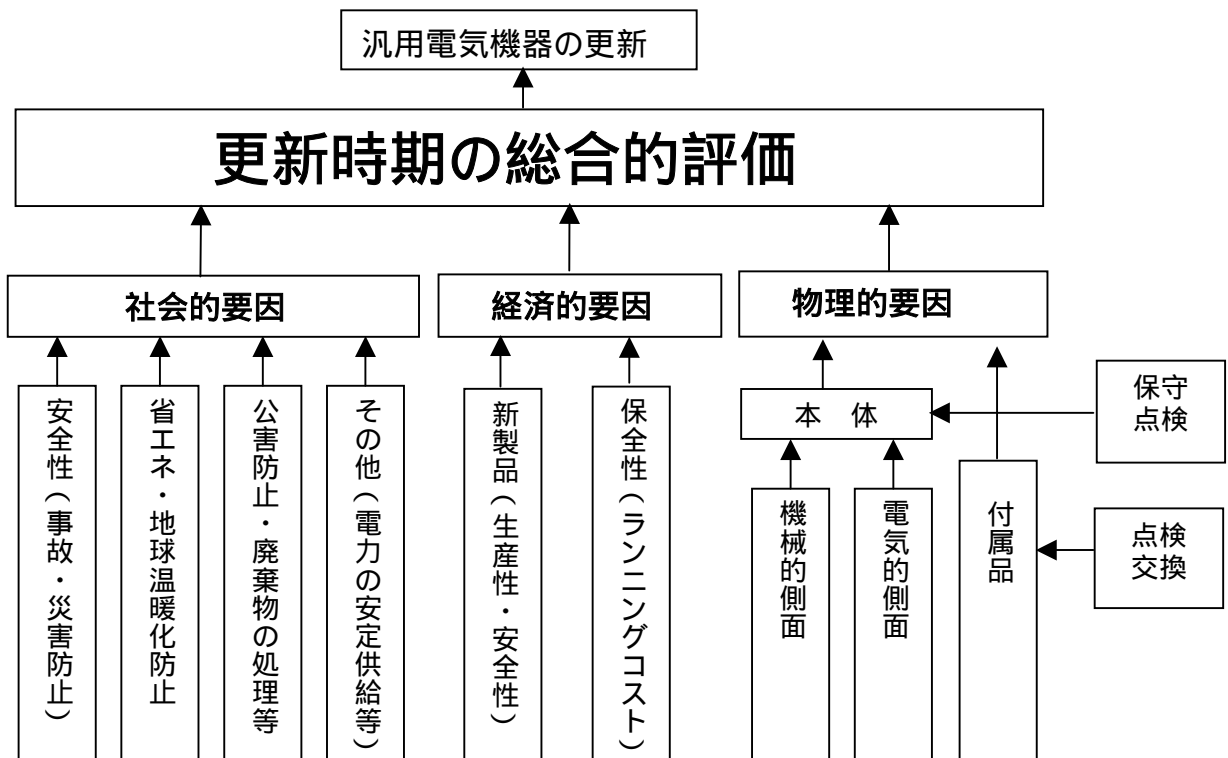 汎用電気機器の更新
更新時期の総合的評価
社会的要因
経済的要因
物理的要因
安全性(事故・災害防止)
省エネ・地球温暖化防止
公害防止・廃棄物の処理等
その他(電力の安定供給等)
新製品(生産性・安全性)
保全性(ランニングコスト)
本 体
機械的側面
電気的側面
付属品
保守
点検
点検
交換